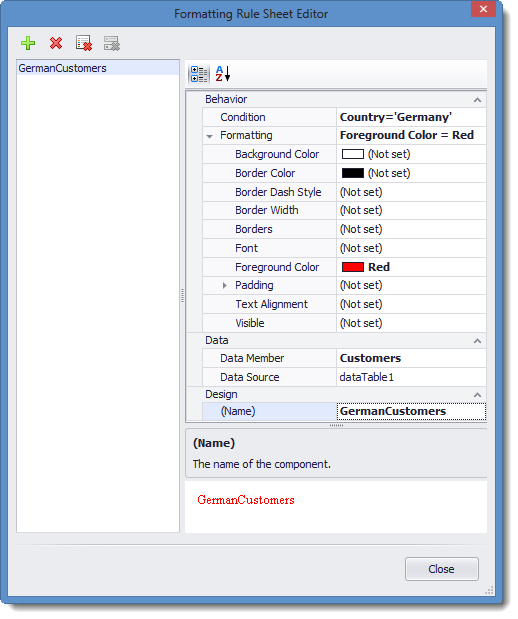 Formatting Rule Sheet Editor
GermanCustomers
A
Z
Behavior
Condition Country='Germany'
Formatting Foreground Color = Red
Background Color (Not set)
Border Color (Not set)
Border Dash Style (Not set)
Border Width (Not set)
Borders (Not set)
Font (Not set)
Foreground Color Red
Padding (Not set)
Text Alignment (Not set)
Visible (Not set)
Data
Data Member Customers
Data Source dataTable1
Design
(Name) GermanCustomers
(Name)
The name of the component.
GermanCustomers
Close